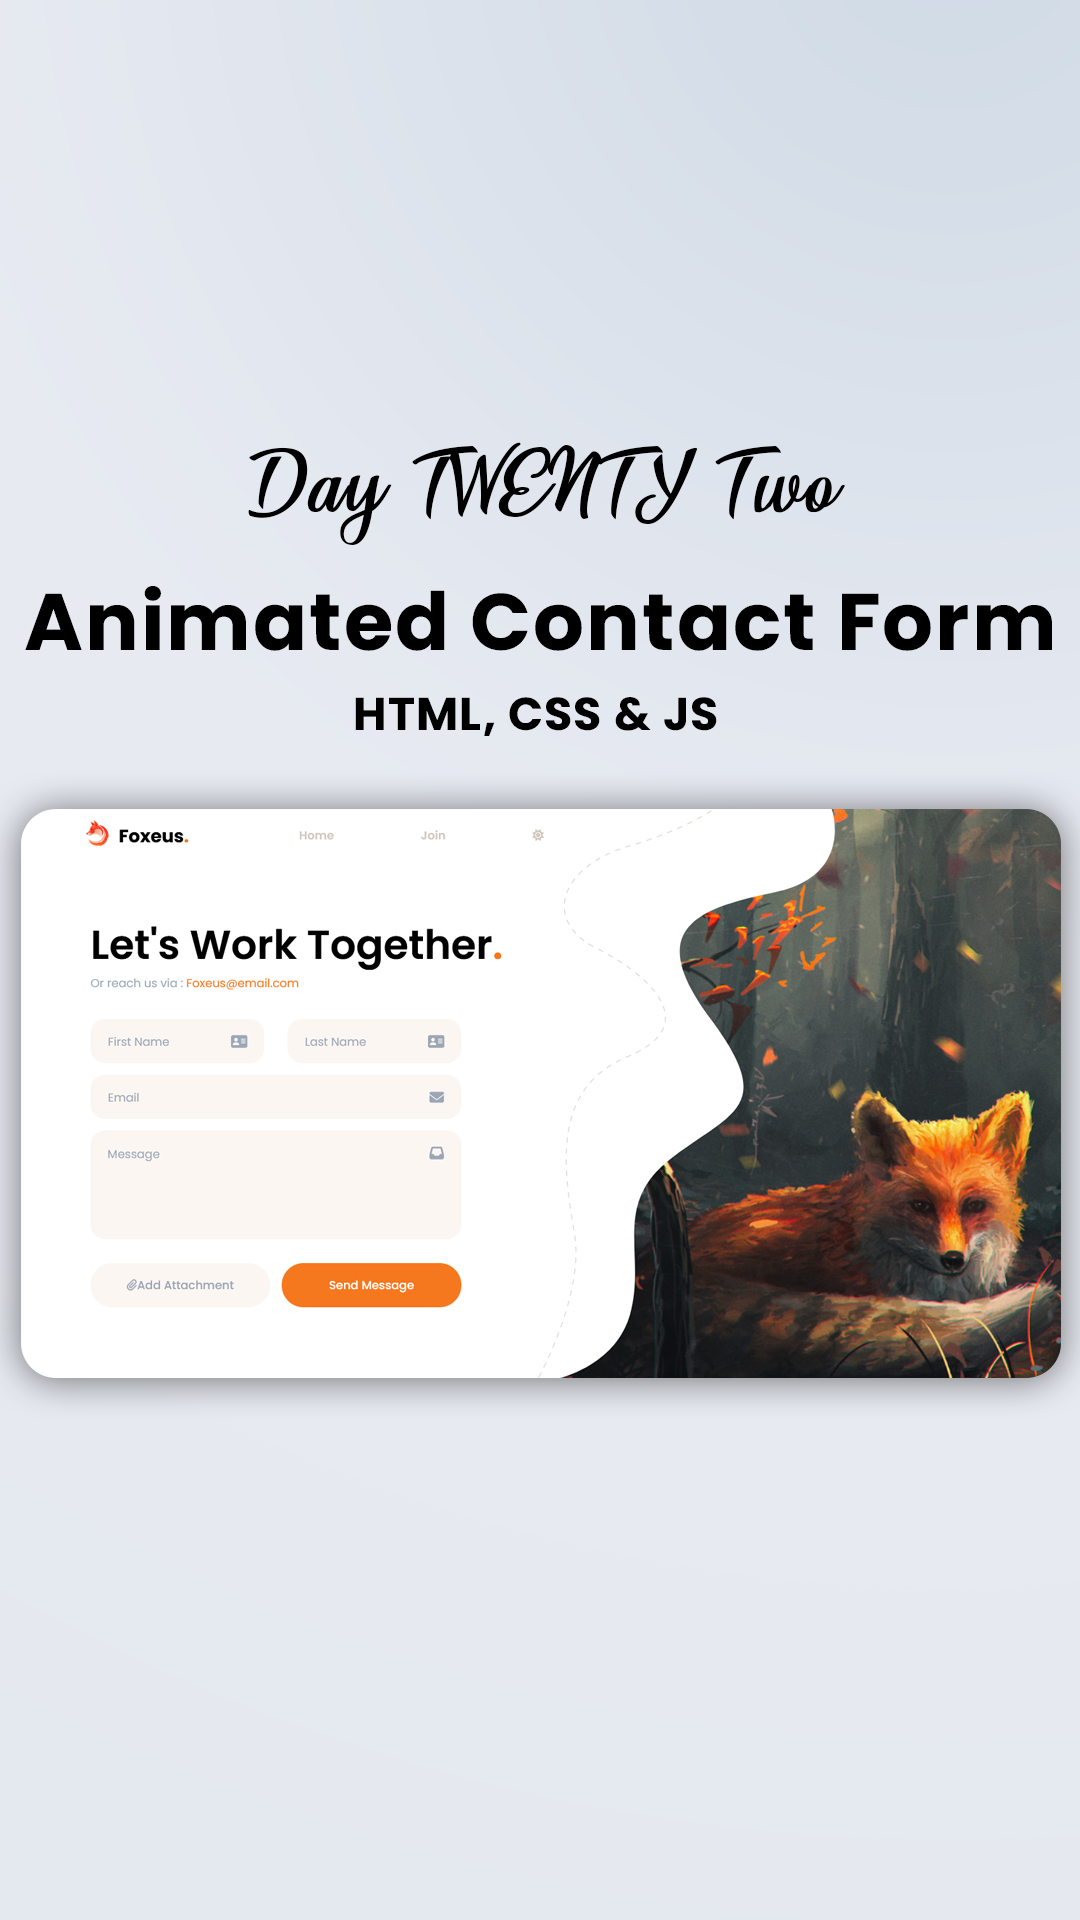 Day TWENTY Two
Animated Contact Form
HTML, CSS & JS
Foxeus.
Home
Join
Let's Work Together.
Or reach us via : Foxeus@email.com
First Name
Last Name
Email
Message
Add Attachment
Send Message